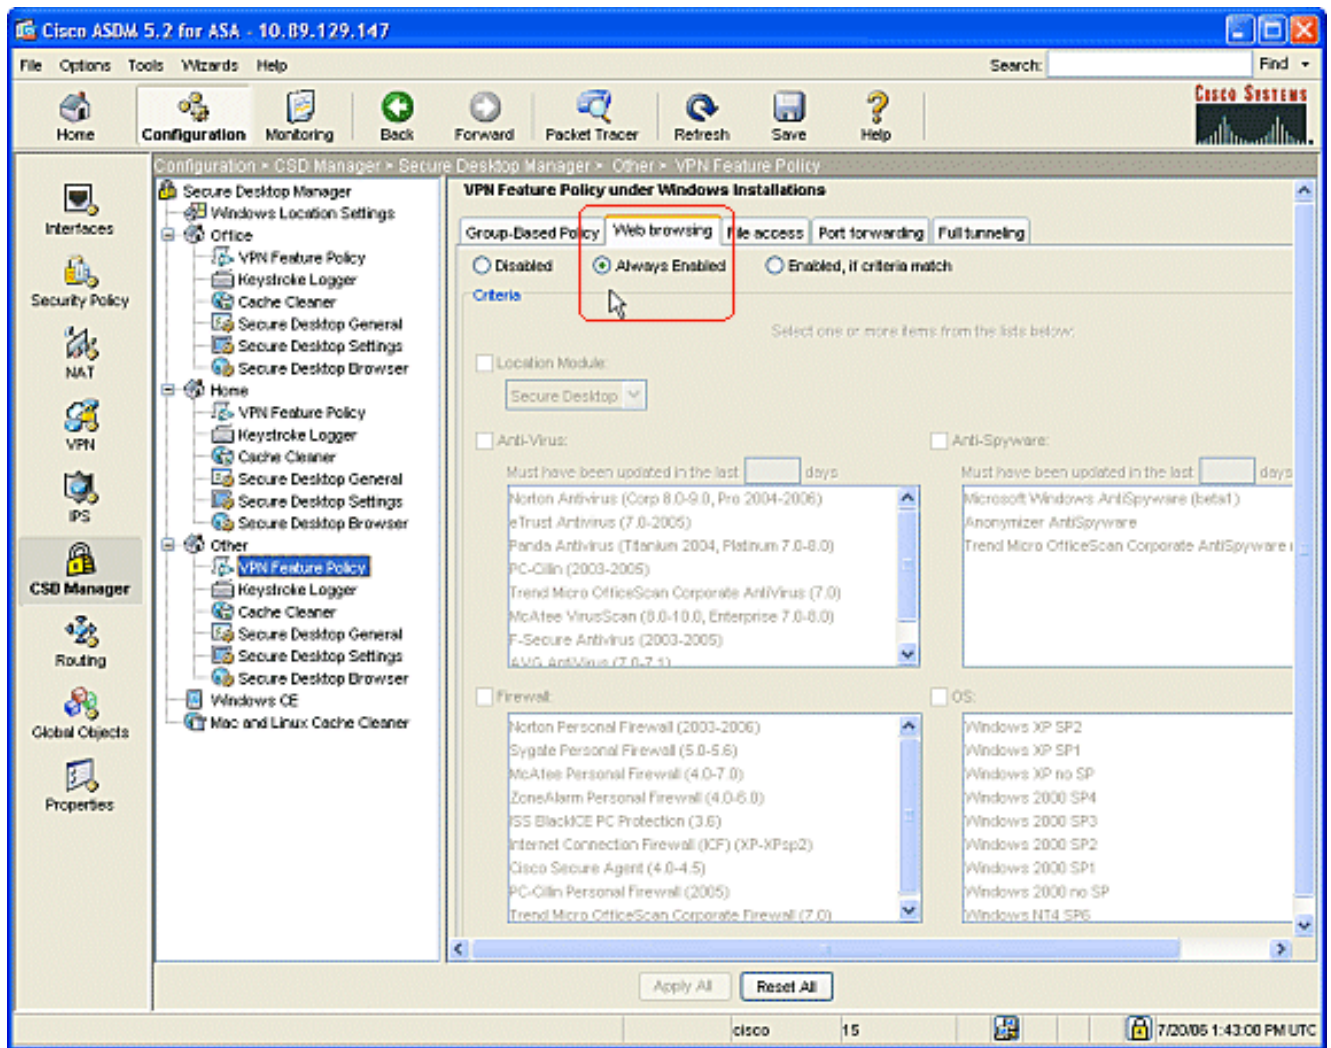 Cisco ASDM 5.2 for ASA - 10.89.129.147
File Options Tools Wizards Help Search: Find
Home Configuration Monitoring Back Forward Packet Tracer Refresh Save Help
CISCO SYSTEMS
Configuration > CSD Manager > Secure Desktop Manager > Other > VPN Feature Policy
Interfaces
Security Policy
NAT
VPN
IPS
CSD Manager
Routing
Global Objects
Properties
Secure Desktop Manager
Windows Location Settings
Office
VPN Feature Policy
Keystroke Logger
Cache Cleaner
Secure Desktop General
Secure Desktop Settings
Secure Desktop Browser
Home
VPN Feature Policy
Keystroke Logger
Cache Cleaner
Secure Desktop General
Secure Desktop Settings
Secure Desktop Browser
Other
VPN Feature Policy
Keystroke Logger
Cache Cleaner
Secure Desktop General
Secure Desktop Settings
Secure Desktop Browser
Windows CE
Mac and Linux Cache Cleaner
VPN Feature Policy under Windows Installations
Group-Based Policy Web browsing File access Port forwarding Full tunneling
Disabled Always Enabled Enabled, if criteria match
Criteria
Select one or more items from the lists below.
Location Module:
Secure Desktop
Anti-Virus:
Must have been updated in the last days
Norton Antivirus (Corp 8.0-9.0, Pro 2004-2006)
eTrust Antivirus (7.0-2005)
Panda Antivirus (Titanium 2004, Platinum 7.0-8.0)
PC-Cillin (2003-2005)
Trend Micro OfficeScan Corporate AntiVirus (7.0)
McAfee VirusScan (8.0-10.0, Enterprise 7.0-8.0)
F-Secure Antivirus (2003-2005)
AVG AntiVirus (7.0-7.1)
Anti-Spyware:
Must have been updated in the last days
Microsoft Windows AntiSpyware (beta1)
Anonymizer AntiSpyware
Trend Micro OfficeScan Corporate AntiSpyware
Firewall:
Norton Personal Firewall (2003-2006)
Sygate Personal Firewall (5.0-5.6)
McAfee Personal Firewall (4.0-7.0)
ZoneAlarm Personal Firewall (4.0-6.0)
ISS BlackICE PC Protection (3.6)
Internet Connection Firewall (ICF) (XP-XPsp2)
Cisco Secure Agent (4.0-4.5)
PC-Cillin Personal Firewall (2005)
Trend Micro OfficeScan Corporate Firewall (7.0)
OS:
Windows XP SP2
Windows XP SP1
Windows XP no SP
Windows 2000 SP4
Windows 2000 SP3
Windows 2000 SP2
Windows 2000 SP1
Windows 2000 no SP
Windows NT4 SP6
Apply All Reset All
cisco 15 7/20/06 1:43:00 PM UTC